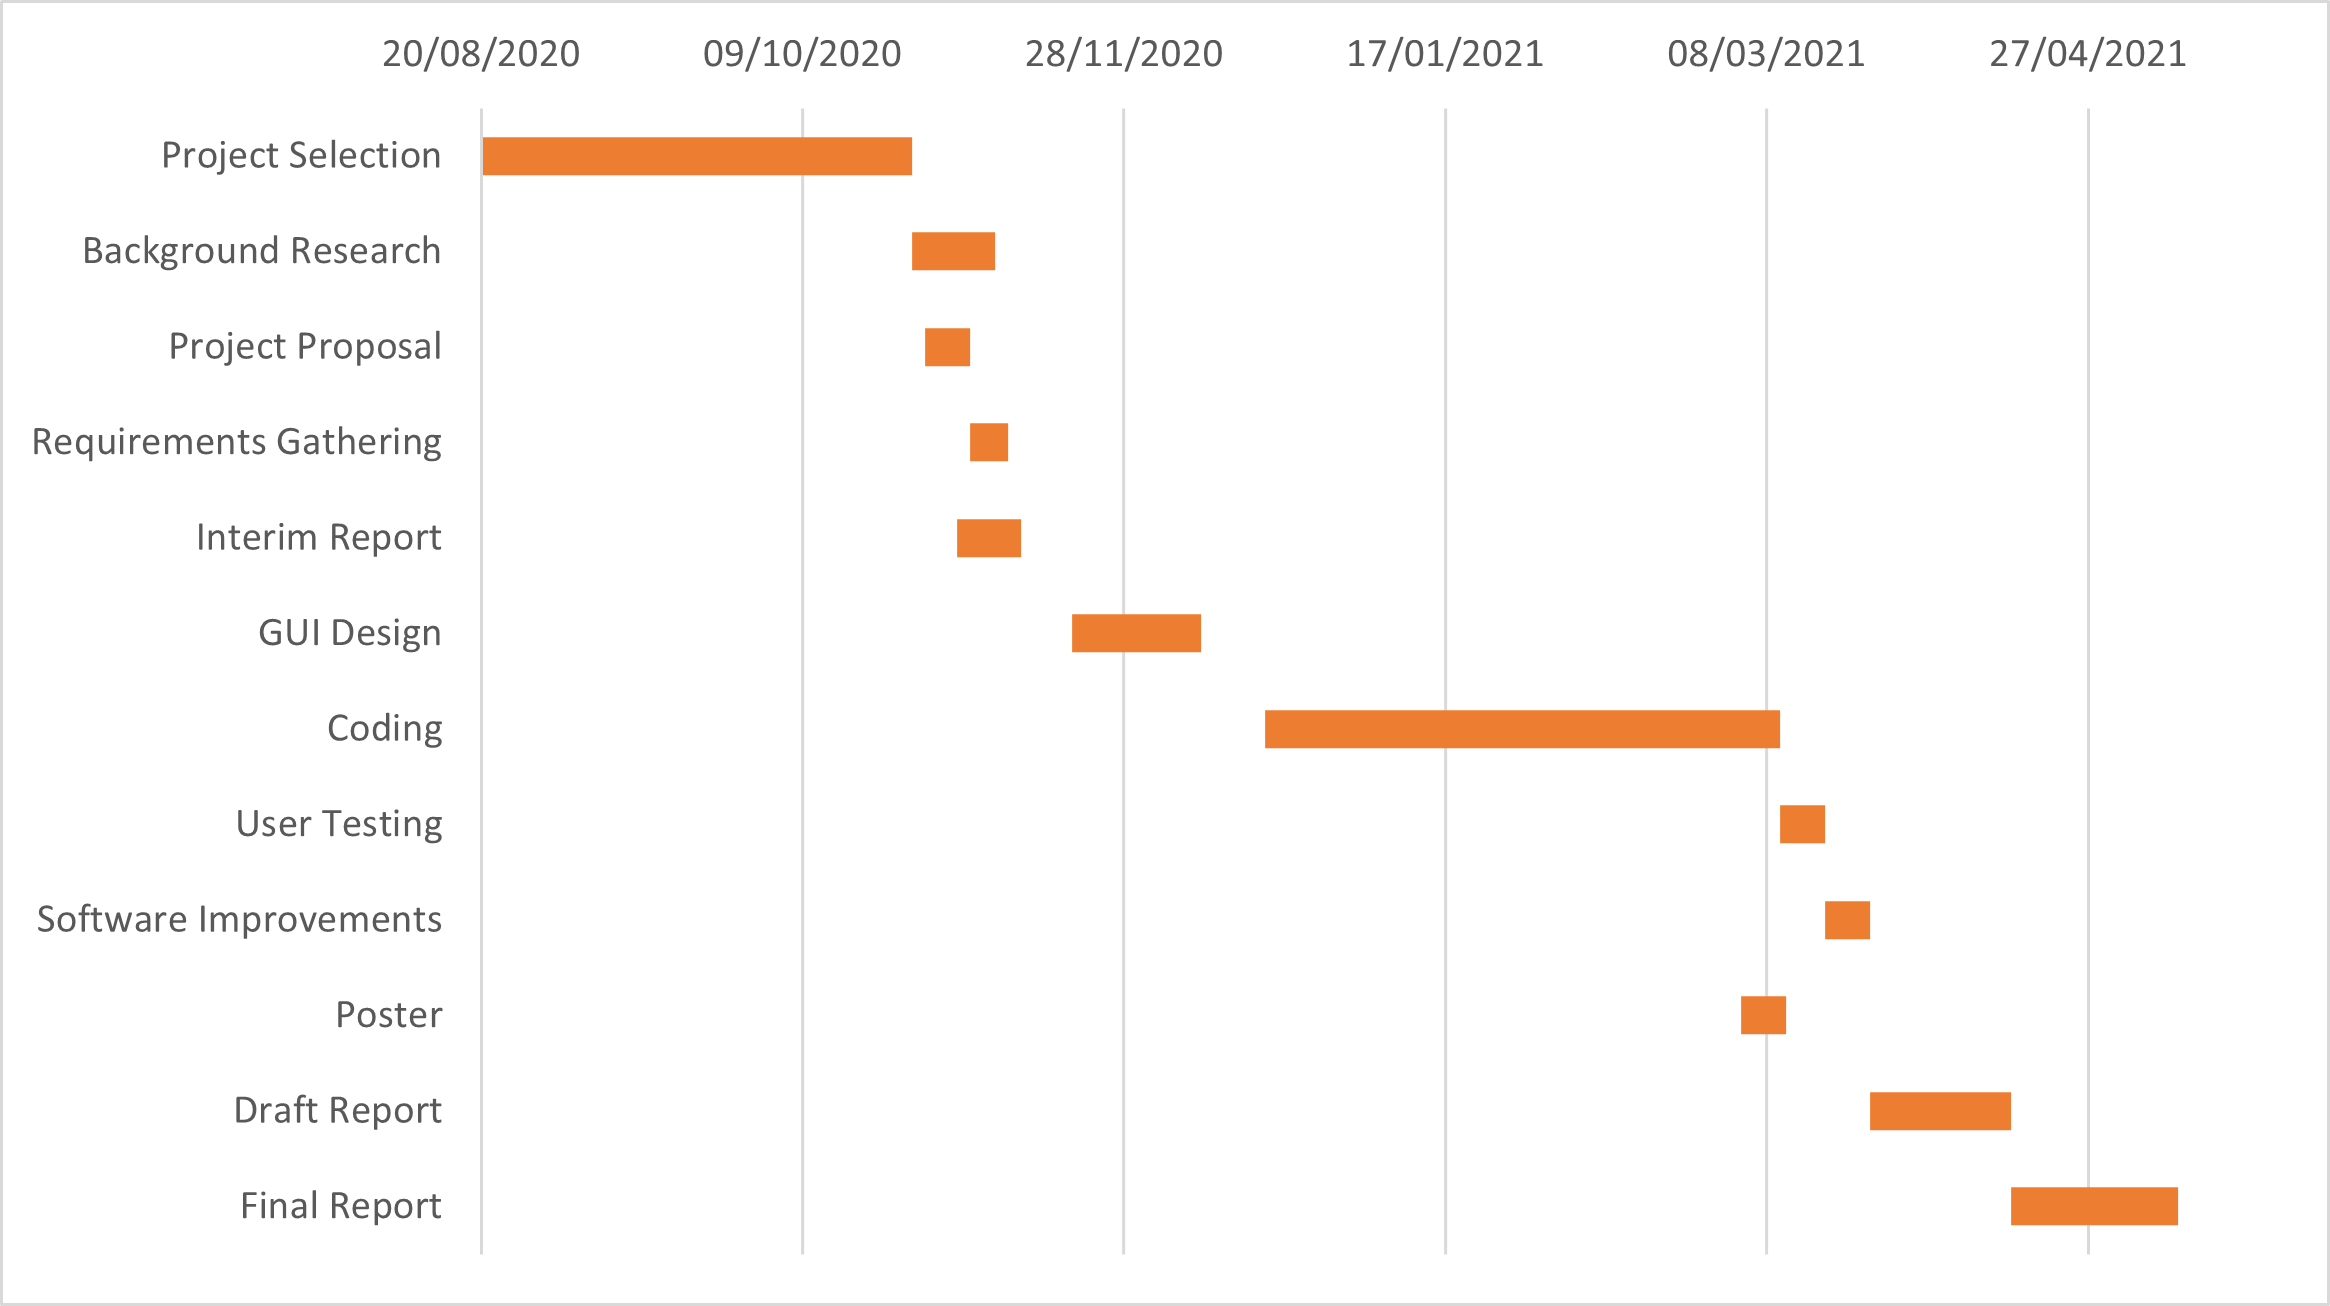 20/08/2020 09/10/2020 28/11/2020 17/01/2021 08/03/2021 27/04/2021
Project Selection
Background Research
Project Proposal
Requirements Gathering
Interim Report
GUI Design
Coding
User Testing
Software Improvements
Poster
Draft Report
Final Report